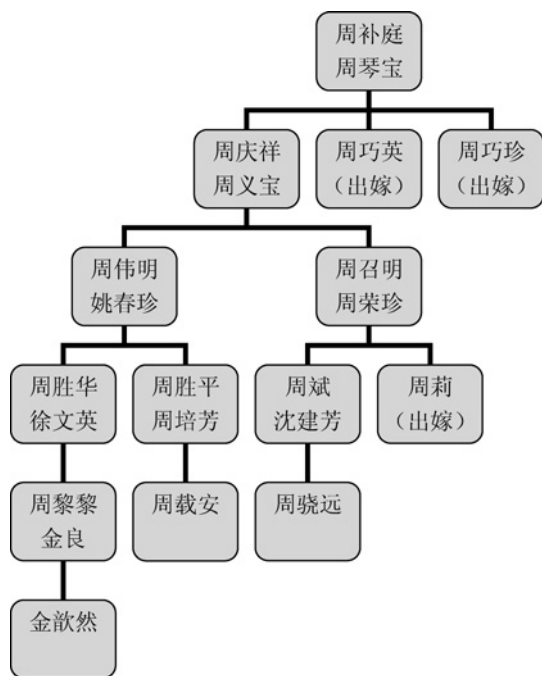 周补庭
周琴宝
周庆祥
周义宝
周巧英
（出嫁）
周巧珍
（出嫁）
周伟明
姚春珍
周召明
周荣珍
周胜华
徐文英
周胜平
周培芳
周斌
沈建芳
周莉
（出嫁）
周黎黎
金良
周载安
周骁远
金歆然